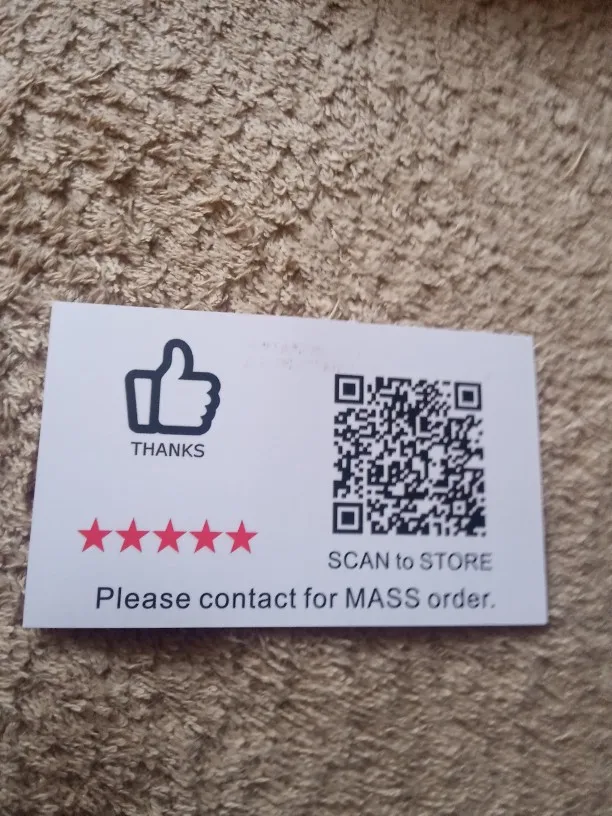 THANKS
SCAN to STORE
Please contact for MASS order.